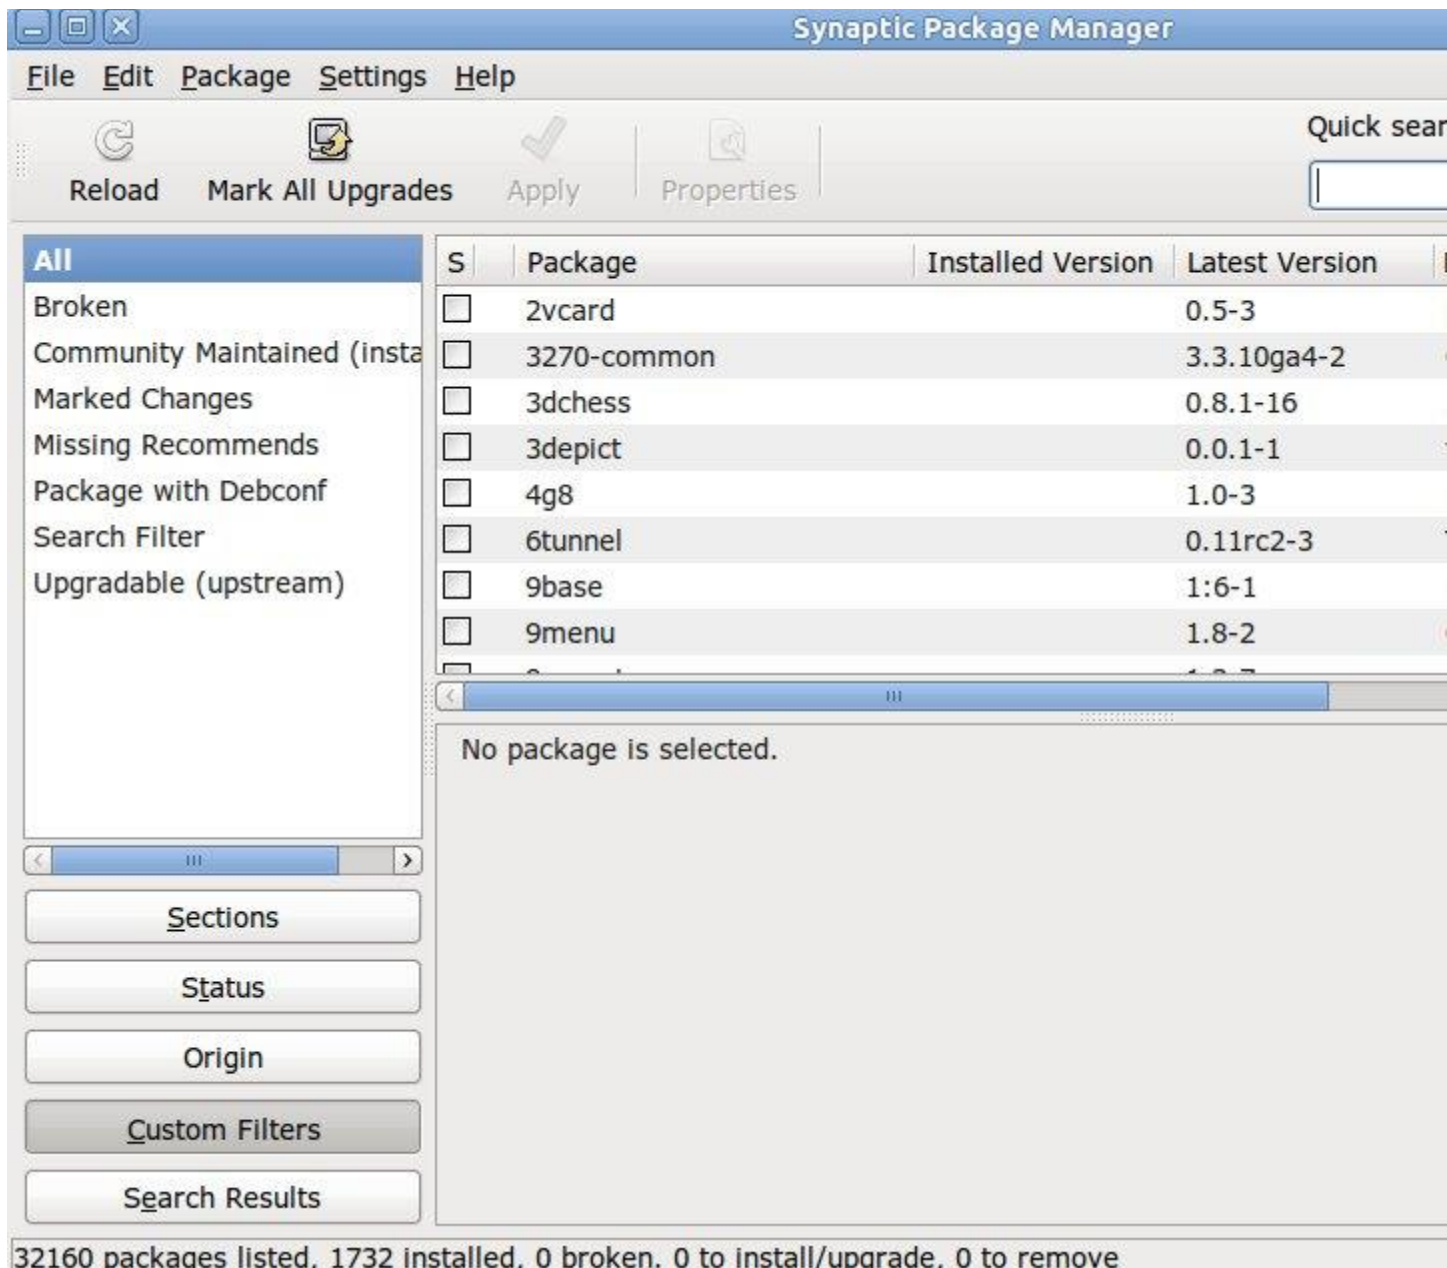 Synaptic Package Manager
File Edit Package Settings Help
Quick sear
Reload Mark All Upgrades Apply Properties
All
Broken
Community Maintained (insta
Marked Changes
Missing Recommends
Package with Debconf
Search Filter
Upgradable (upstream)
S Package Installed Version Latest Version
2vcard 0.5-3
3270-common 3.3.10ga4-2
3dchess 0.8.1-16
3depict 0.0.1-1
4g8 1.0-3
6tunnel 0.11rc2-3
9base 1:6-1
9menu 1.8-2
No package is selected.
Sections
Status
Origin
Custom Filters
Search Results
32160 packages listed, 1732 installed, 0 broken. 0 to install/upgrade, 0 to remove